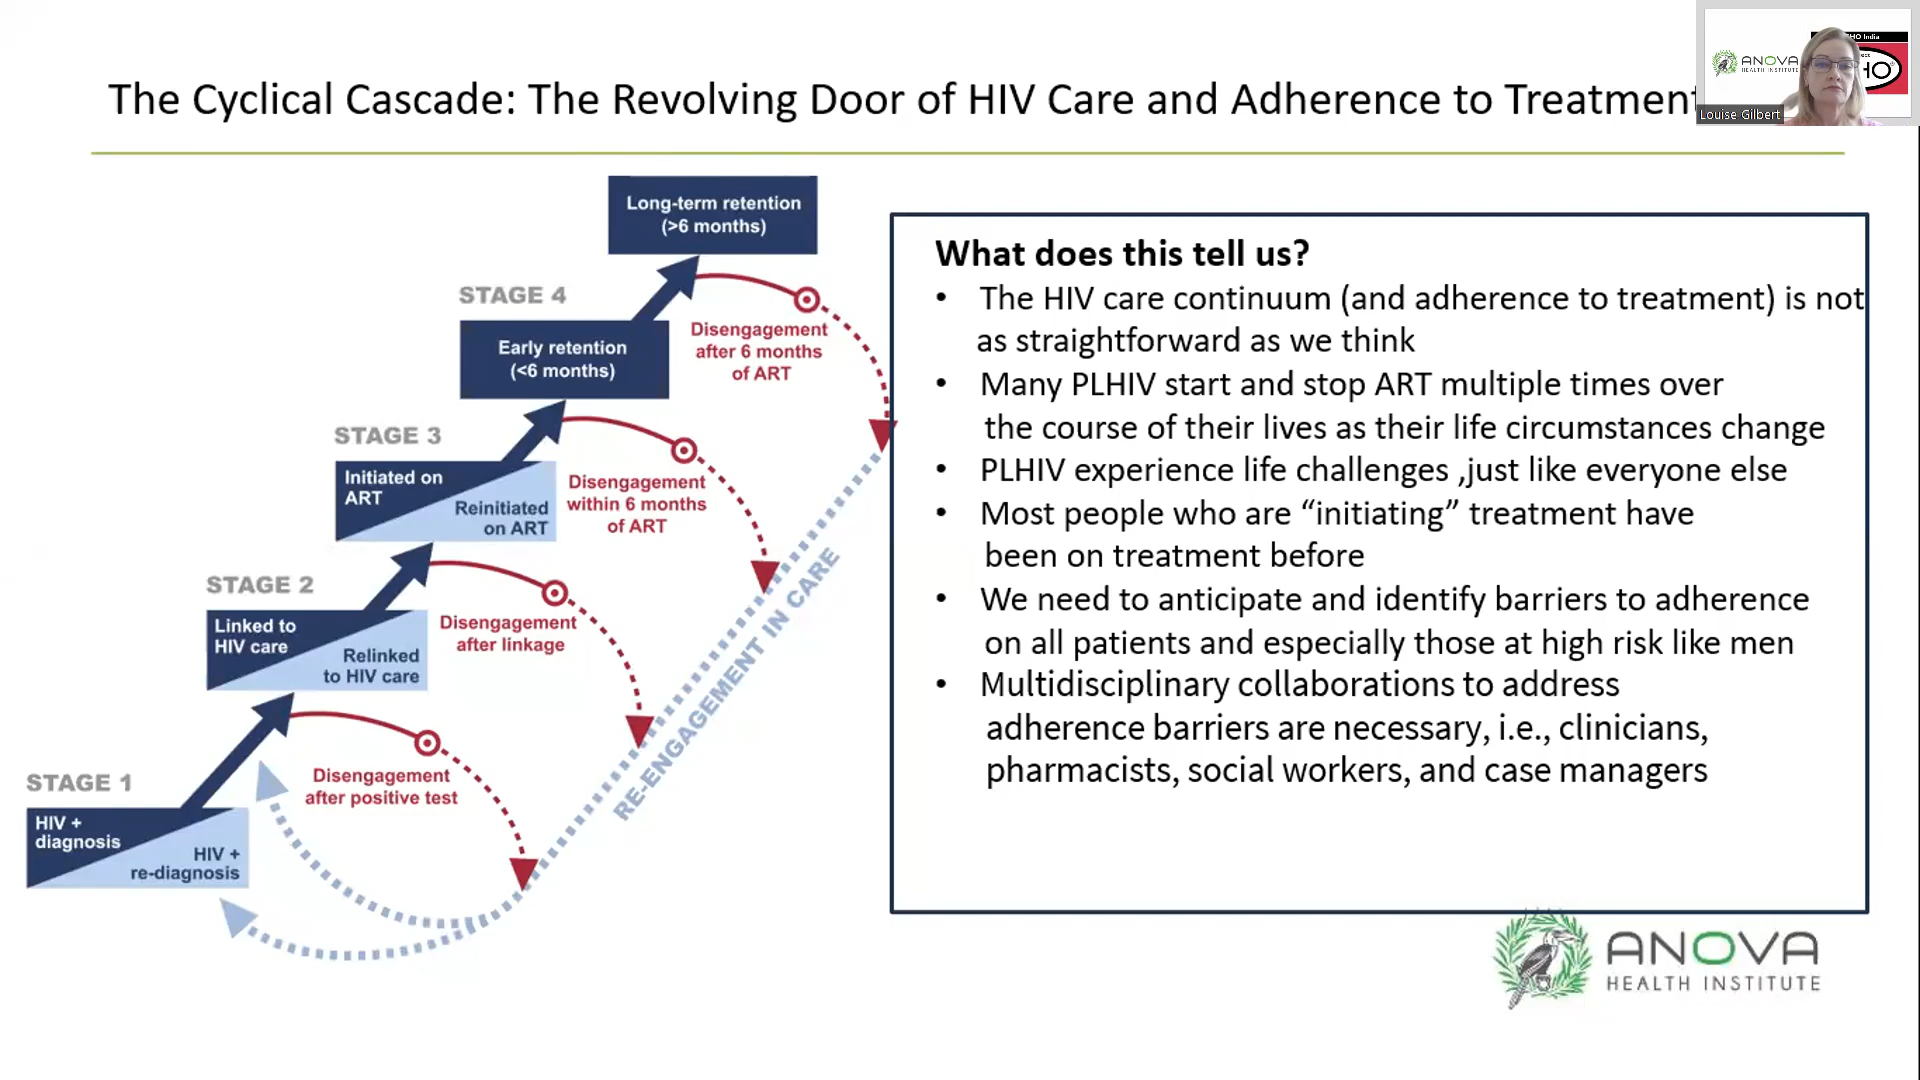 The Cyclical Cascade: The Revolving Door of HIV Care and Adherence to Treatment
ANOVA
HEALTH INSTITUTE
HO India
HO
Louise Gilbert
Long-term retention
(>6 months)
STAGE 4
Early retention
(<6 months)
Disengagement
after 6 months
of ART
STAGE 3
Initiated on
ART
Reinitiated
on ART
Disengagement
within 6 months
of ART
STAGE 2
Linked to
HIV care
Relinked
to HIV care
Disengagement
after linkage
STAGE 1
HIV +
diagnosis
HIV +
re-diagnosis
Disengagement
after positive test
RE-ENGAGEMENT IN CARE
What does this tell us?
• The HIV care continuum (and adherence to treatment) is not
as straightforward as we think
• Many PLHIV start and stop ART multiple times over
the course of their lives as their life circumstances change
• PLHIV experience life challenges ,just like everyone else
• Most people who are “initiating” treatment have
been on treatment before
• We need to anticipate and identify barriers to adherence
on all patients and especially those at high risk like men
• Multidisciplinary collaborations to address
adherence barriers are necessary, i.e., clinicians,
pharmacists, social workers, and case managers
ANOVA
HEALTH INSTITUTE